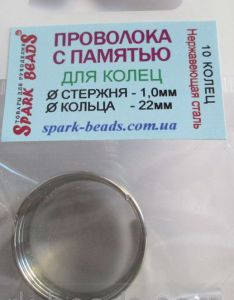 ТОВАРЫ ДЛЯ РУКОДЕЛИЯ
SPARK BEADS
ПРОВОЛОКА
С ПАМЯТЬЮ
ДЛЯ КОЛЕЦ
Ø СТЕРЖНЯ - 1,0мм
Ø КОЛЬЦА - 22мм
spark-beads.com.ua
10 КОЛЕЦ
Нержавеющая сталь